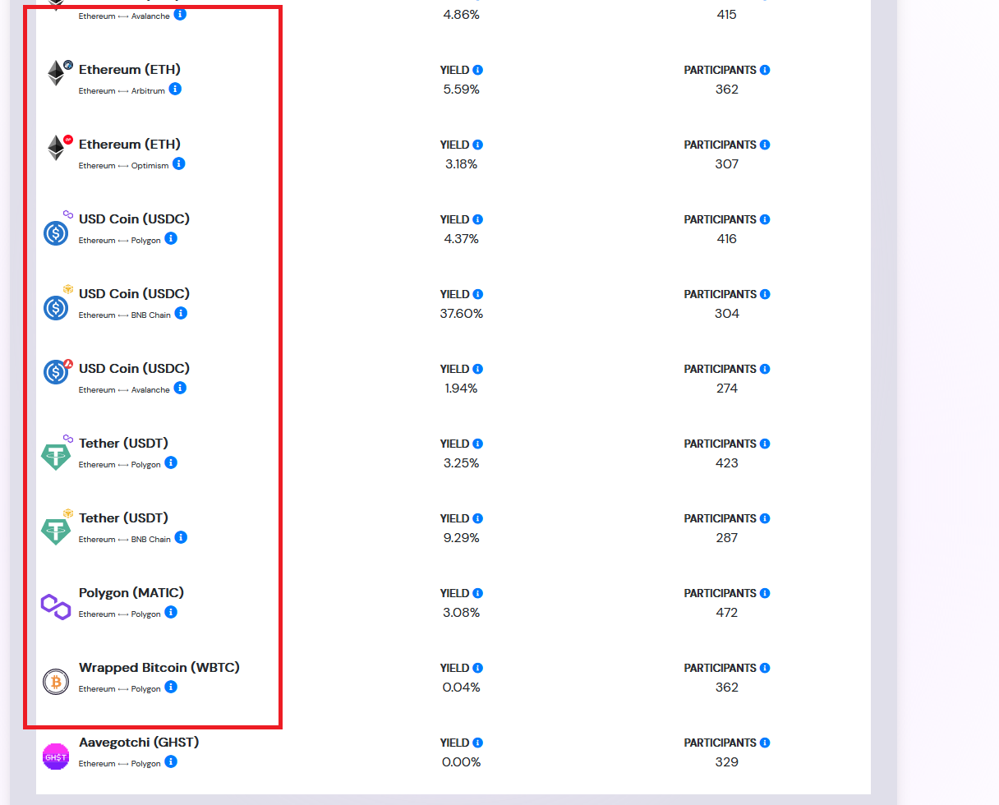 Ethereum ⟷ Avalanche
4.86%
415
Ethereum (ETH)
YIELD
PARTICIPANTS
Ethereum ⟷ Arbitrum
5.59%
362
Ethereum (ETH)
YIELD
PARTICIPANTS
Ethereum ⟷ Optimism
3.18%
307
USD Coin (USDC)
YIELD
PARTICIPANTS
Ethereum ⟷ Polygon
4.37%
416
USD Coin (USDC)
YIELD
PARTICIPANTS
Ethereum ⟷ BNB Chain
37.60%
304
USD Coin (USDC)
YIELD
PARTICIPANTS
Ethereum ⟷ Avalanche
1.94%
274
Tether (USDT)
YIELD
PARTICIPANTS
Ethereum ⟷ Polygon
3.25%
423
Tether (USDT)
YIELD
PARTICIPANTS
Ethereum ⟷ BNB Chain
9.29%
287
Polygon (MATIC)
YIELD
PARTICIPANTS
Ethereum ⟷ Polygon
3.08%
472
Wrapped Bitcoin (WBTC)
YIELD
PARTICIPANTS
Ethereum ⟷ Polygon
0.04%
362
Aavegotchi (GHST)
YIELD
PARTICIPANTS
GHST
Ethereum ⟷ Polygon
0.00%
329